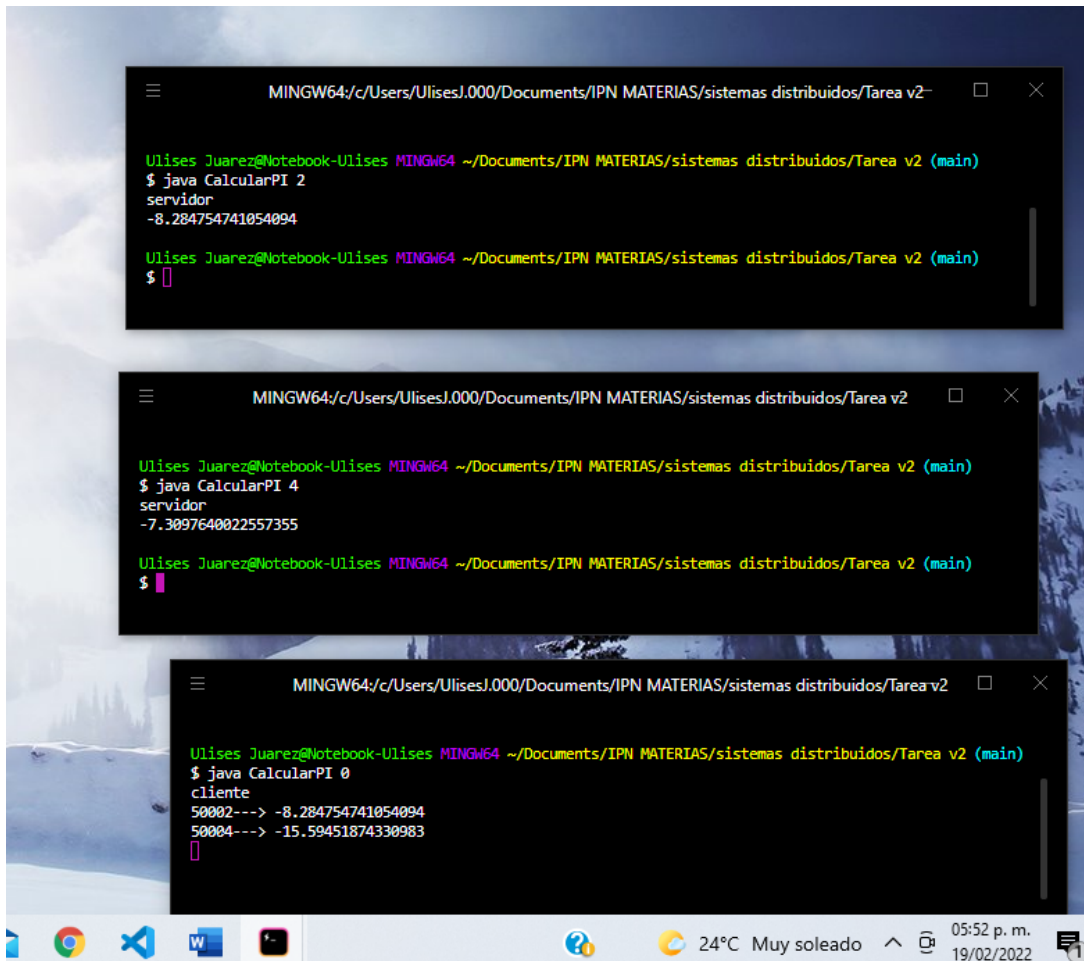 MINGW64:/c/Users/UlisesJ.000/Documents/IPN MATERIAS/sistemas distribuidos/Tarea v2
Ulises Juarez@Notebook-Ulises MINGW64 ~/Documents/IPN MATERIAS/sistemas distribuidos/Tarea v2 (main)
$ java CalcularPI 2
servidor
-8.284754741054094
Ulises Juarez@Notebook-Ulises MINGW64 ~/Documents/IPN MATERIAS/sistemas distribuidos/Tarea v2 (main)
$
MINGW64:/c/Users/UlisesJ.000/Documents/IPN MATERIAS/sistemas distribuidos/Tarea v2
Ulises Juarez@Notebook-Ulises MINGW64 ~/Documents/IPN MATERIAS/sistemas distribuidos/Tarea v2 (main)
$ java CalcularPI 4
servidor
-7.3097640022557355
Ulises Juarez@Notebook-Ulises MINGW64 ~/Documents/IPN MATERIAS/sistemas distribuidos/Tarea v2 (main)
$
MINGW64:/c/Users/UlisesJ.000/Documents/IPN MATERIAS/sistemas distribuidos/Tarea v2
Ulises Juarez@Notebook-Ulises MINGW64 ~/Documents/IPN MATERIAS/sistemas distribuidos/Tarea v2 (main)
$ java CalcularPI 0
cliente
50002---> -8.284754741054094
50004---> -15.59451874330983
24°C Muy soleado
05:52 p. m.
19/02/2022
1